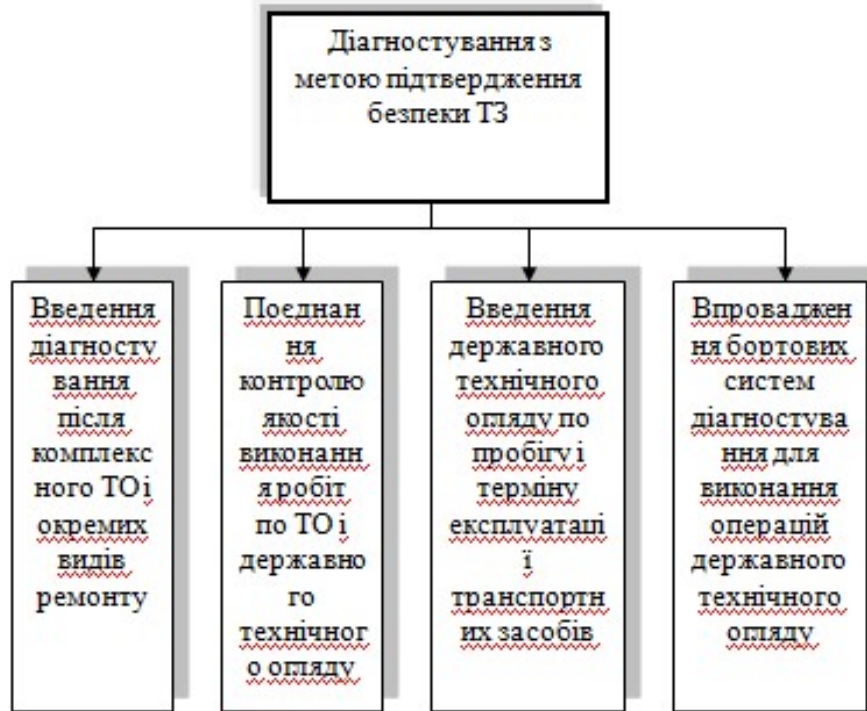 Діагностування з
метою підтвердження
безпеки ТЗ
Введення
діагносту
вання
після
комплекс
ного ТО і
окремих
видів
ремонту
Поєднан
ня
контролю
якості
виконанн
я робіт
по ТО і
державно
го
технічног
о огляду
Введення
державного
технічного
огляду по
пробігу і
терміну
експлуатаці
ї
транспортн
их засобів
Впроваджен
ня бортових
систем
діагностува
ння для
виконання
операцій
державного
технічного
огляду